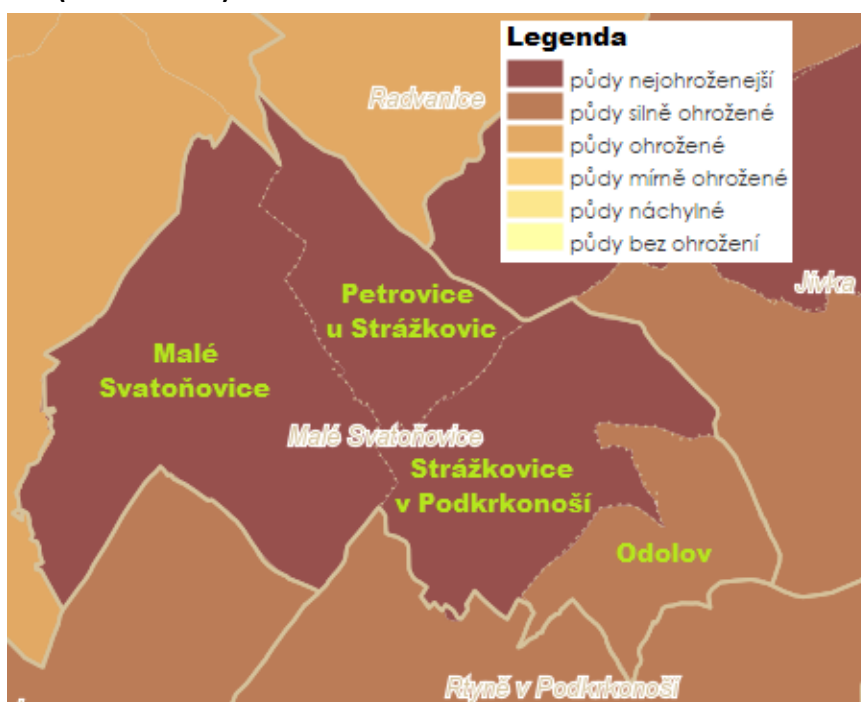 Legenda
půdy nejohroženejší
půdy silně ohrožené
půdy ohrožené
půdy mírně ohrožené
půdy náchylné
půdy bez ohrožení
Radvanice
Jívka
Petrovice
u Strážkovic
Malé
Svatoňovice
Malé Svatoňovice
Strážkovice
v Podkrkonoší
Odolov
Rtyně v Podkrkonoší